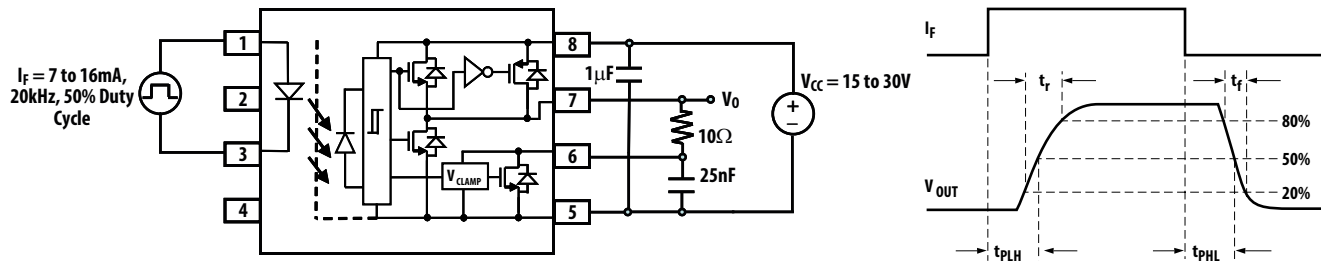 I_F = 7 to 16mA,
20kHz, 50% Duty
Cycle
1
2
3
4
V_CLAMP
8
7
6
5
1µF
V_O
10Ω
25nF
V_CC = 15 to 30V
+
−
I_F
t_r
t_f
80%
50%
20%
V_OUT
t_PLH
t_PHL